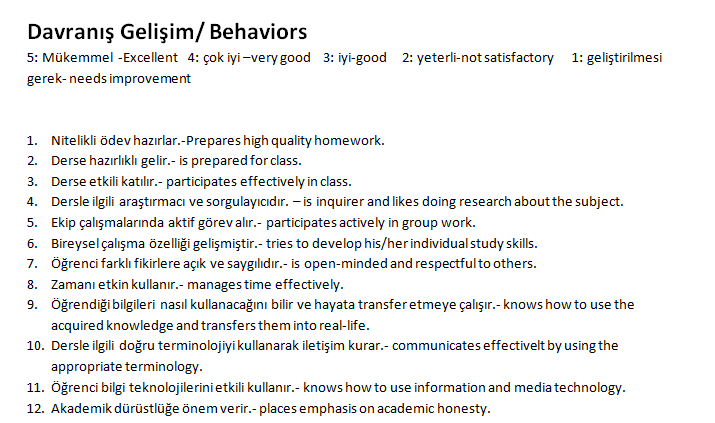 Davranış Gelişim/ Behaviors
5: Mükemmel -Excellent 4: çok iyi –very good 3: iyi-good 2: yeterli-not satisfactory 1: geliştirilmesi
gerek- needs improvement
1. Nitelikli ödev hazırlar.-Prepares high quality homework.
2. Derse hazırlıklı gelir.- is prepared for class.
3. Derse etkili katılır.- participates effectively in class.
4. Dersle ilgili araştırmacı ve sorgulayıcıdır. – is inquirer and likes doing research about the subject.
5. Ekip çalışmalarında aktif görev alır.- participates actively in group work.
6. Bireysel çalışma özelliği gelişmiştir.- tries to develop his/her individual study skills.
7. Öğrenci farklı fikirlere açık ve saygılıdır.- is open-minded and respectful to others.
8. Zamanı etkin kullanır.- manages time effectively.
9. Öğrendiği bilgileri nasıl kullanacağını bilir ve hayata transfer etmeye çalışır.- knows how to use the
acquired knowledge and transfers them into real-life.
10. Dersle ilgili doğru terminolojiyi kullanarak iletişim kurar.- communicates effectivelt by using the
appropriate terminology.
11. Öğrenci bilgi teknolojilerini etkili kullanır.- knows how to use information and media technology.
12. Akademik dürüstlüğe önem verir.- places emphasis on academic honesty.